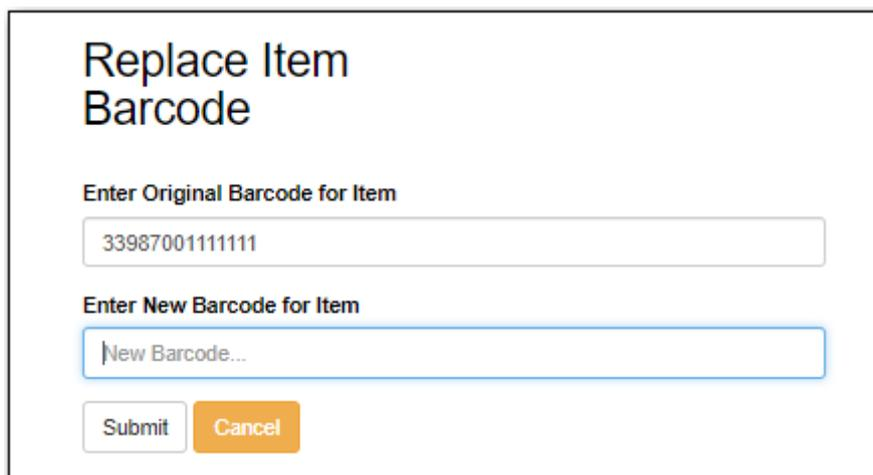 Replace Item
Barcode
Enter Original Barcode for Item
33987001111111
Enter New Barcode for Item
New Barcode...
Submit Cancel